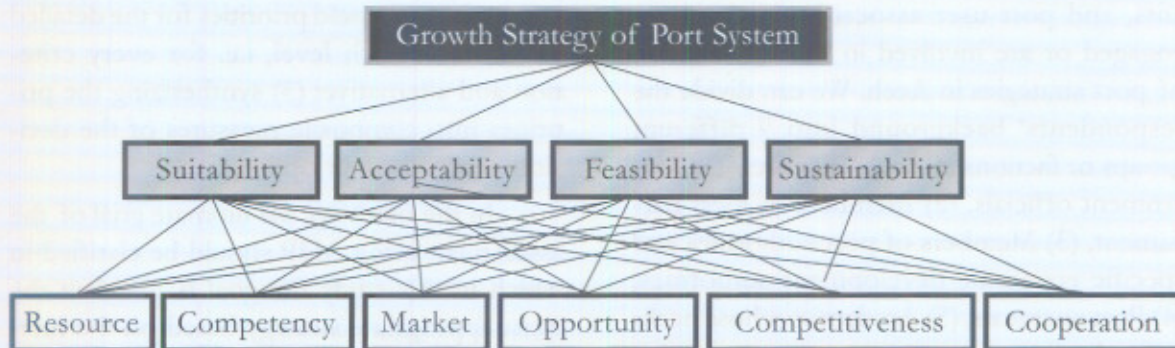 Growth Strategy of Port System
Suitability Acceptability Feasibility Sustainability
Resource Competency Market Opportunity Competitiveness Cooperation